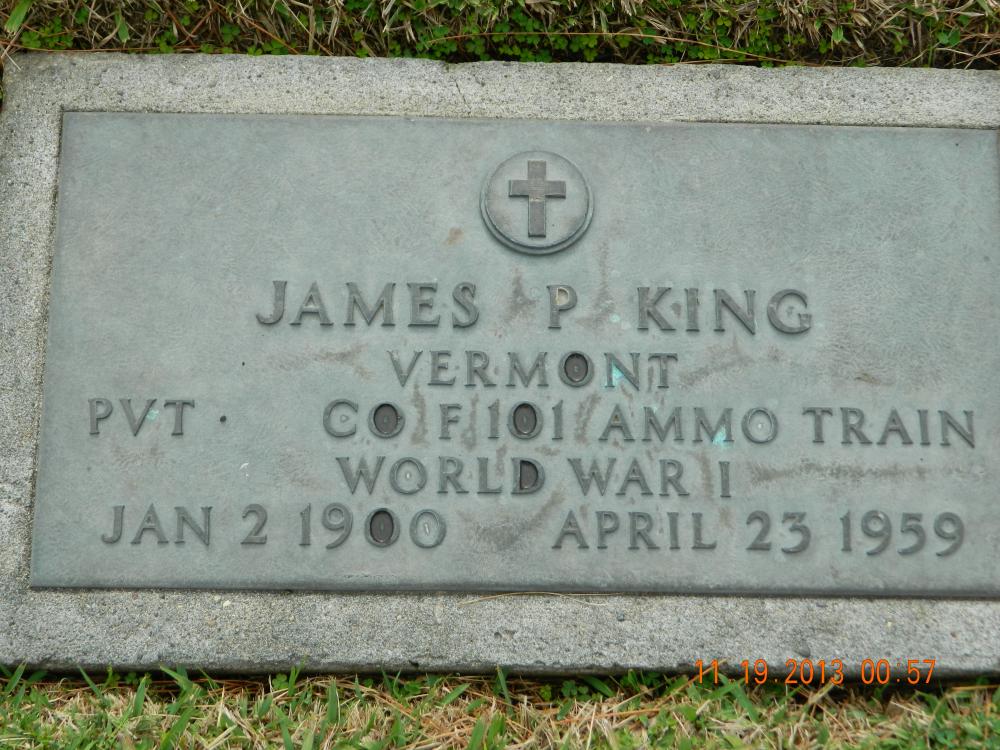 JAMES P KING
VERMONT
PVT · CO F 101 AMMO TRAIN
WORLD WAR I
JAN 2 1900 APRIL 23 1959
11.19.2013 00:57